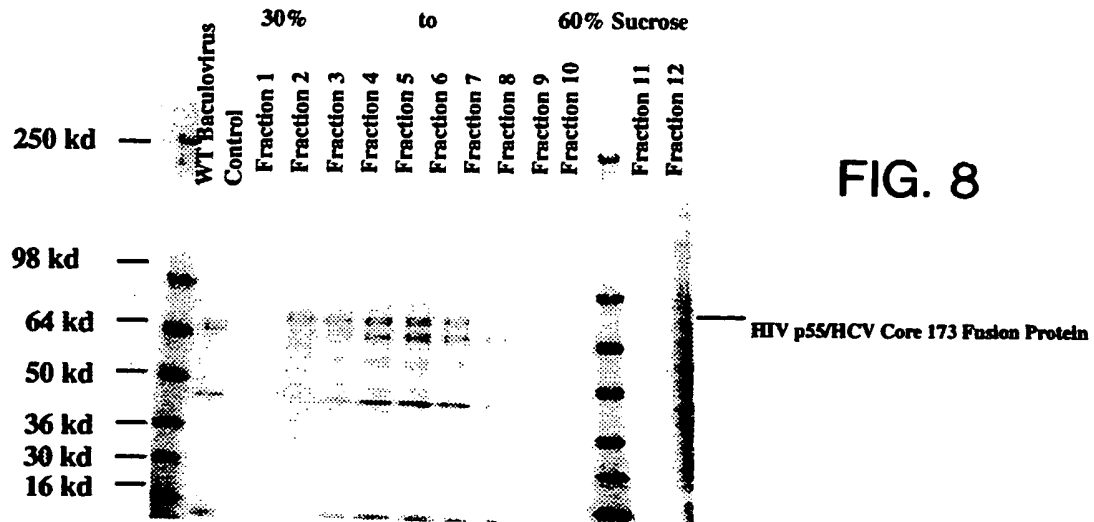 30% to 60% Sucrose
WT Baculovirus
Control
Fraction 1
Fraction 2
Fraction 3
Fraction 4
Fraction 5
Fraction 6
Fraction 7
Fraction 8
Fraction 9
Fraction 10
Fraction 11
Fraction 12
250 kd
98 kd
64 kd
50 kd
36 kd
30 kd
16 kd
FIG. 8
HIV p55/HCV Core 173 Fusion Protein